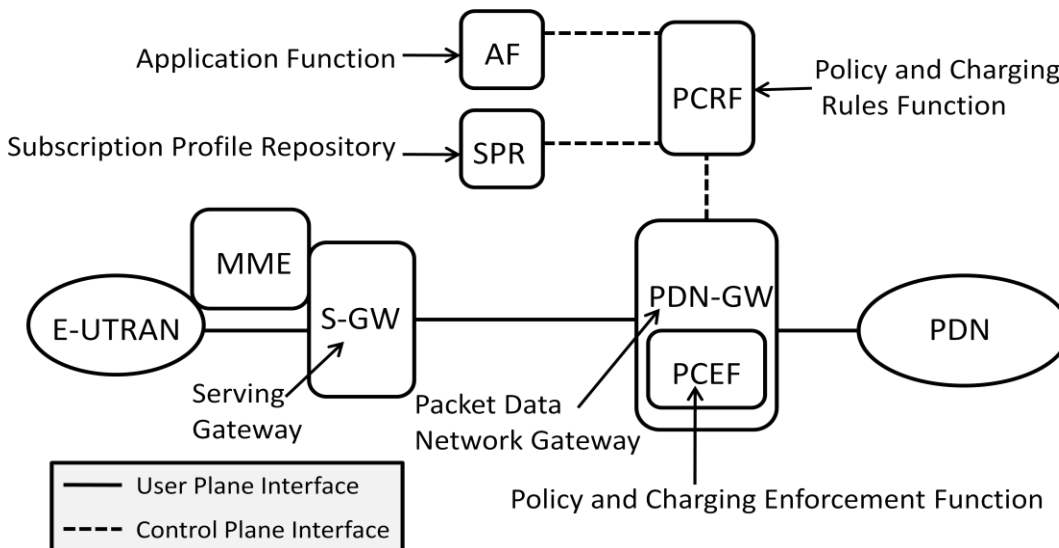 Application Function
AF
PCRF
Policy and Charging
Rules Function
Subscription Profile Repository
SPR
MME
E-UTRAN
S-GW
PDN-GW
PDN
PCEF
Serving
Gateway
Packet Data
Network Gateway
User Plane Interface
Control Plane Interface
Policy and Charging Enforcement Function